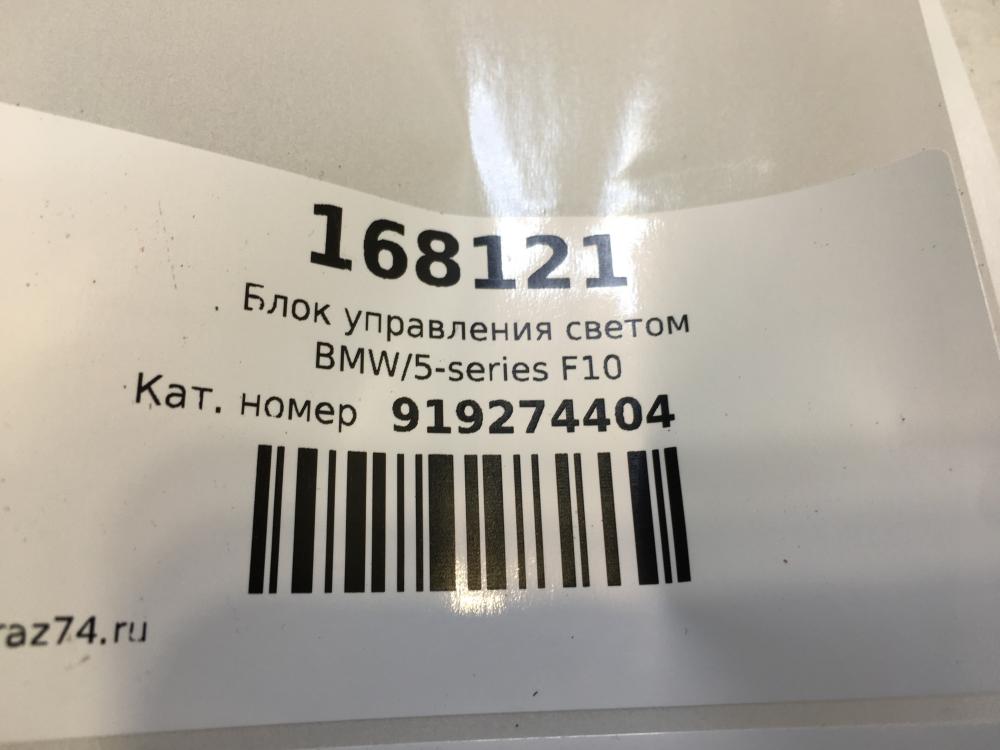 168121
Блок управления светом
BMW/5-series F10
Кат. номер 919274404
raz74.ru